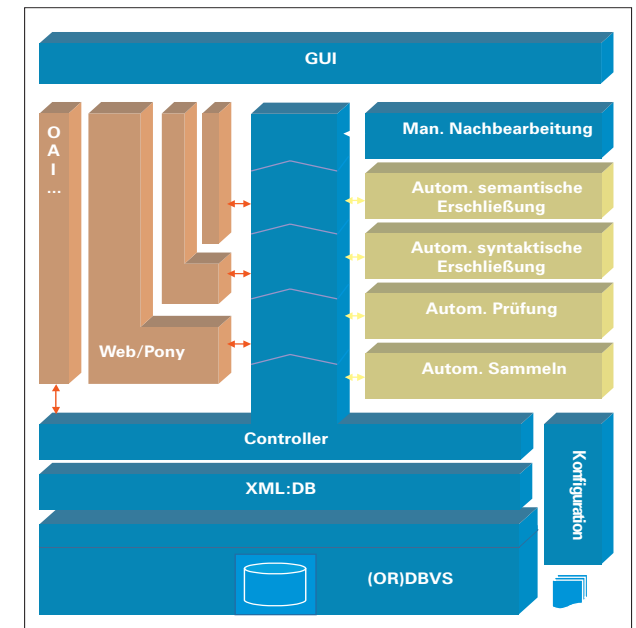 GUI
O
A
I
...
Web/Pony
Man. Nachbearbeitung
Autom. semantische
Erschließung
Autom. syntaktische
Erschließung
Autom. Prüfung
Autom. Sammeln
Controller
XML:DB
(OR)DBVS
Konfiguration